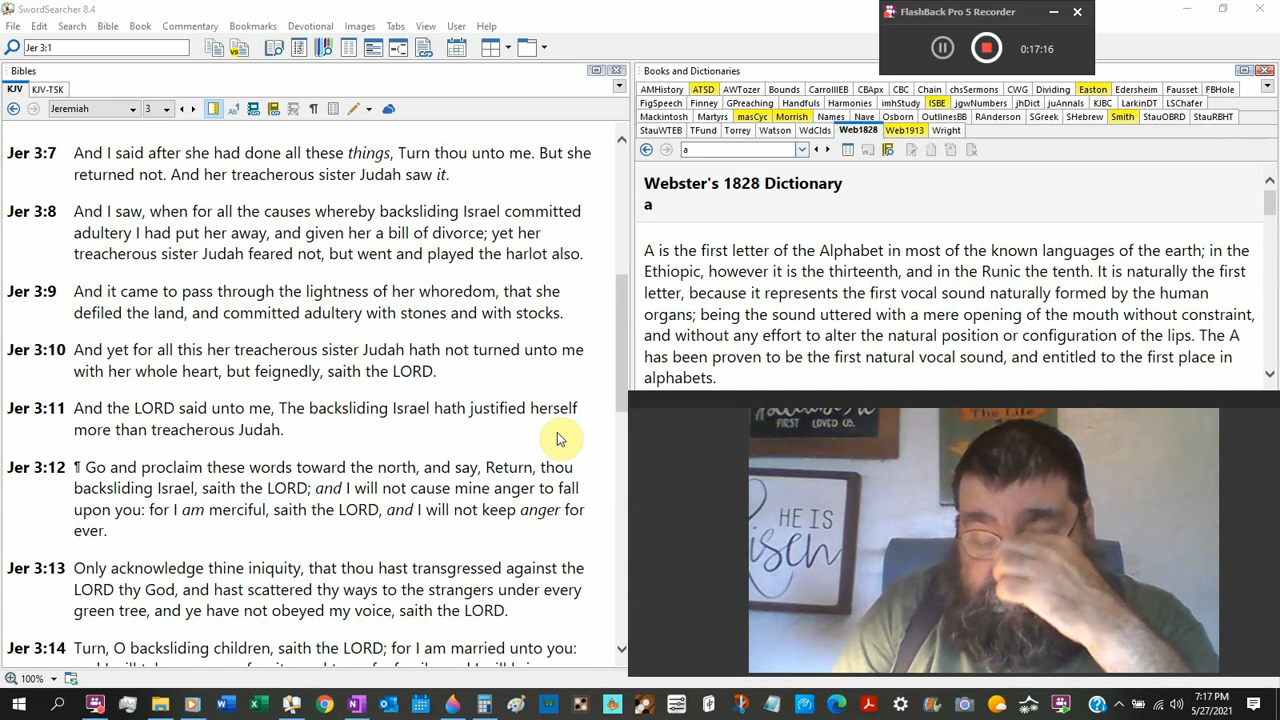 SwordSearcher 8.4
File Edit Search Bible Book Commentary Bookmarks Devotional Images Tabs View User Help
Jer 3:1
VS
Bibles
KJV KJV-TSK
Jeremiah 3
Jer 3:7 And I said after she had done all these things, Turn thou unto me. But she
returned not. And her treacherous sister Judah saw it.
Jer 3:8 And I saw, when for all the causes whereby backsliding Israel committed
adultery I had put her away, and given her a bill of divorce; yet her
treacherous sister Judah feared not, but went and played the harlot also.
Jer 3:9 And it came to pass through the lightness of her whoredom, that she
defiled the land, and committed adultery with stones and with stocks.
Jer 3:10 And yet for all this her treacherous sister Judah hath not turned unto me
with her whole heart, but feignedly, saith the LORD.
Jer 3:11 And the LORD said unto me, The backsliding Israel hath justified herself
more than treacherous Judah.
Jer 3:12 ¶ Go and proclaim these words toward the north, and say, Return, thou
backsliding Israel, saith the LORD; and I will not cause mine anger to fall
upon you: for I am merciful, saith the LORD, and I will not keep anger for
ever.
Jer 3:13 Only acknowledge thine iniquity, that thou hast transgressed against the
LORD thy God, and hast scattered thy ways to the strangers under every
green tree, and ye have not obeyed my voice, saith the LORD.
Jer 3:14 Turn, O backsliding children, saith the LORD; for I am married unto you:
100%
FlashBack Pro 5 Recorder
0:17:16
Books and Dictionaries
AMHistory ATSD AWTozer Bounds CarrollIEB CBApx CBC Chain chsSermons CWG Dividing Easton Edersheim Fausset FBHole
FigSpeech Finney GPreaching Handfuls Harmonies imhStudy ISBE jgwNumbers jhDict juAnnals KJBC LarkinDT LSChafer
Mackintosh Martyrs masCyc Morrish Names Nave Osborn OutlinesBB RAnderson SGreek SHebrew Smith StauOBRD StauRBHT
StauWTEB TFund Torrey Watson WdClds Web1828 Web1913 Wright
a
Webster's 1828 Dictionary
a
A is the first letter of the Alphabet in most of the known languages of the earth; in the
Ethiopic, however it is the thirteenth, and in the Runic the tenth. It is naturally the first
letter, because it represents the first vocal sound naturally formed by the human
organs; being the sound uttered with a mere opening of the mouth without constraint,
and without any effort to alter the natural position or configuration of the lips. The A
has been proven to be the first natural vocal sound, and entitled to the first place in
alphabets.
FIRST LOVED US.
The Life
HE IS
Risen
7:17 PM
5/27/2021